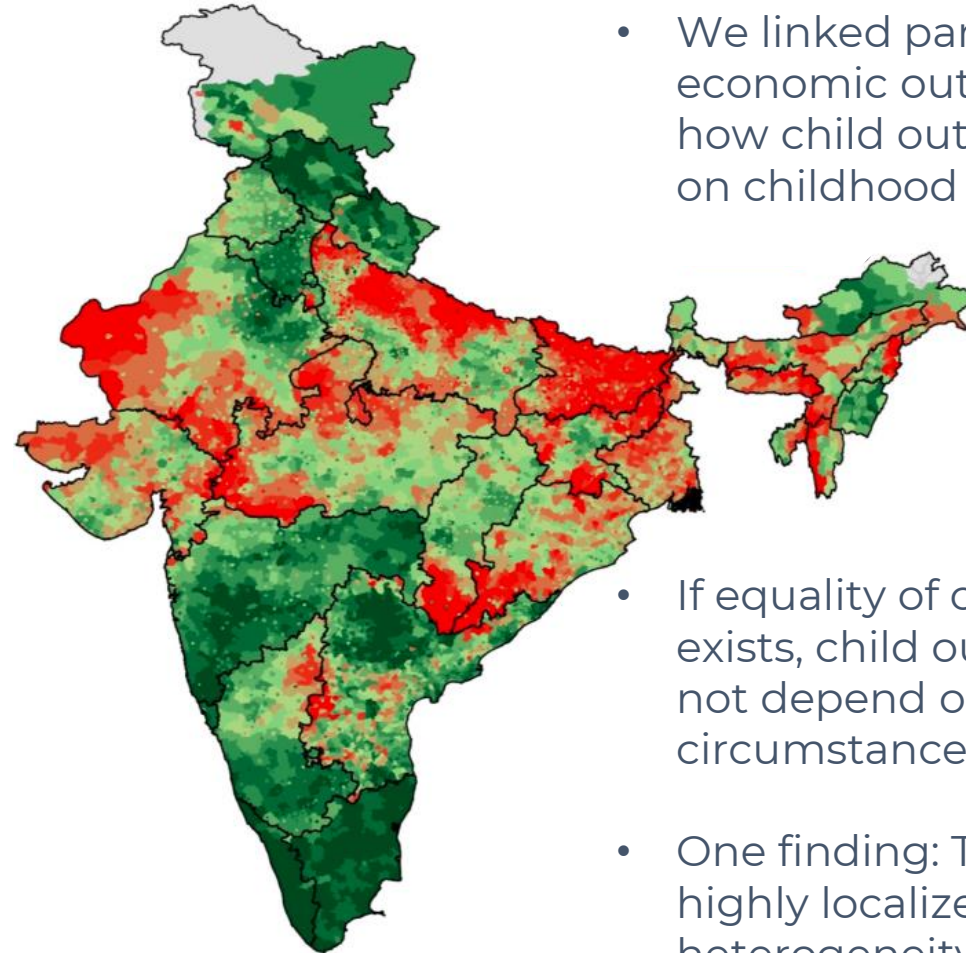 • We linked par
economic out
how child out
on childhood
• If equality of o
exists, child ou
not depend o
circumstance
• One finding: T
highly localize
heterogeneity